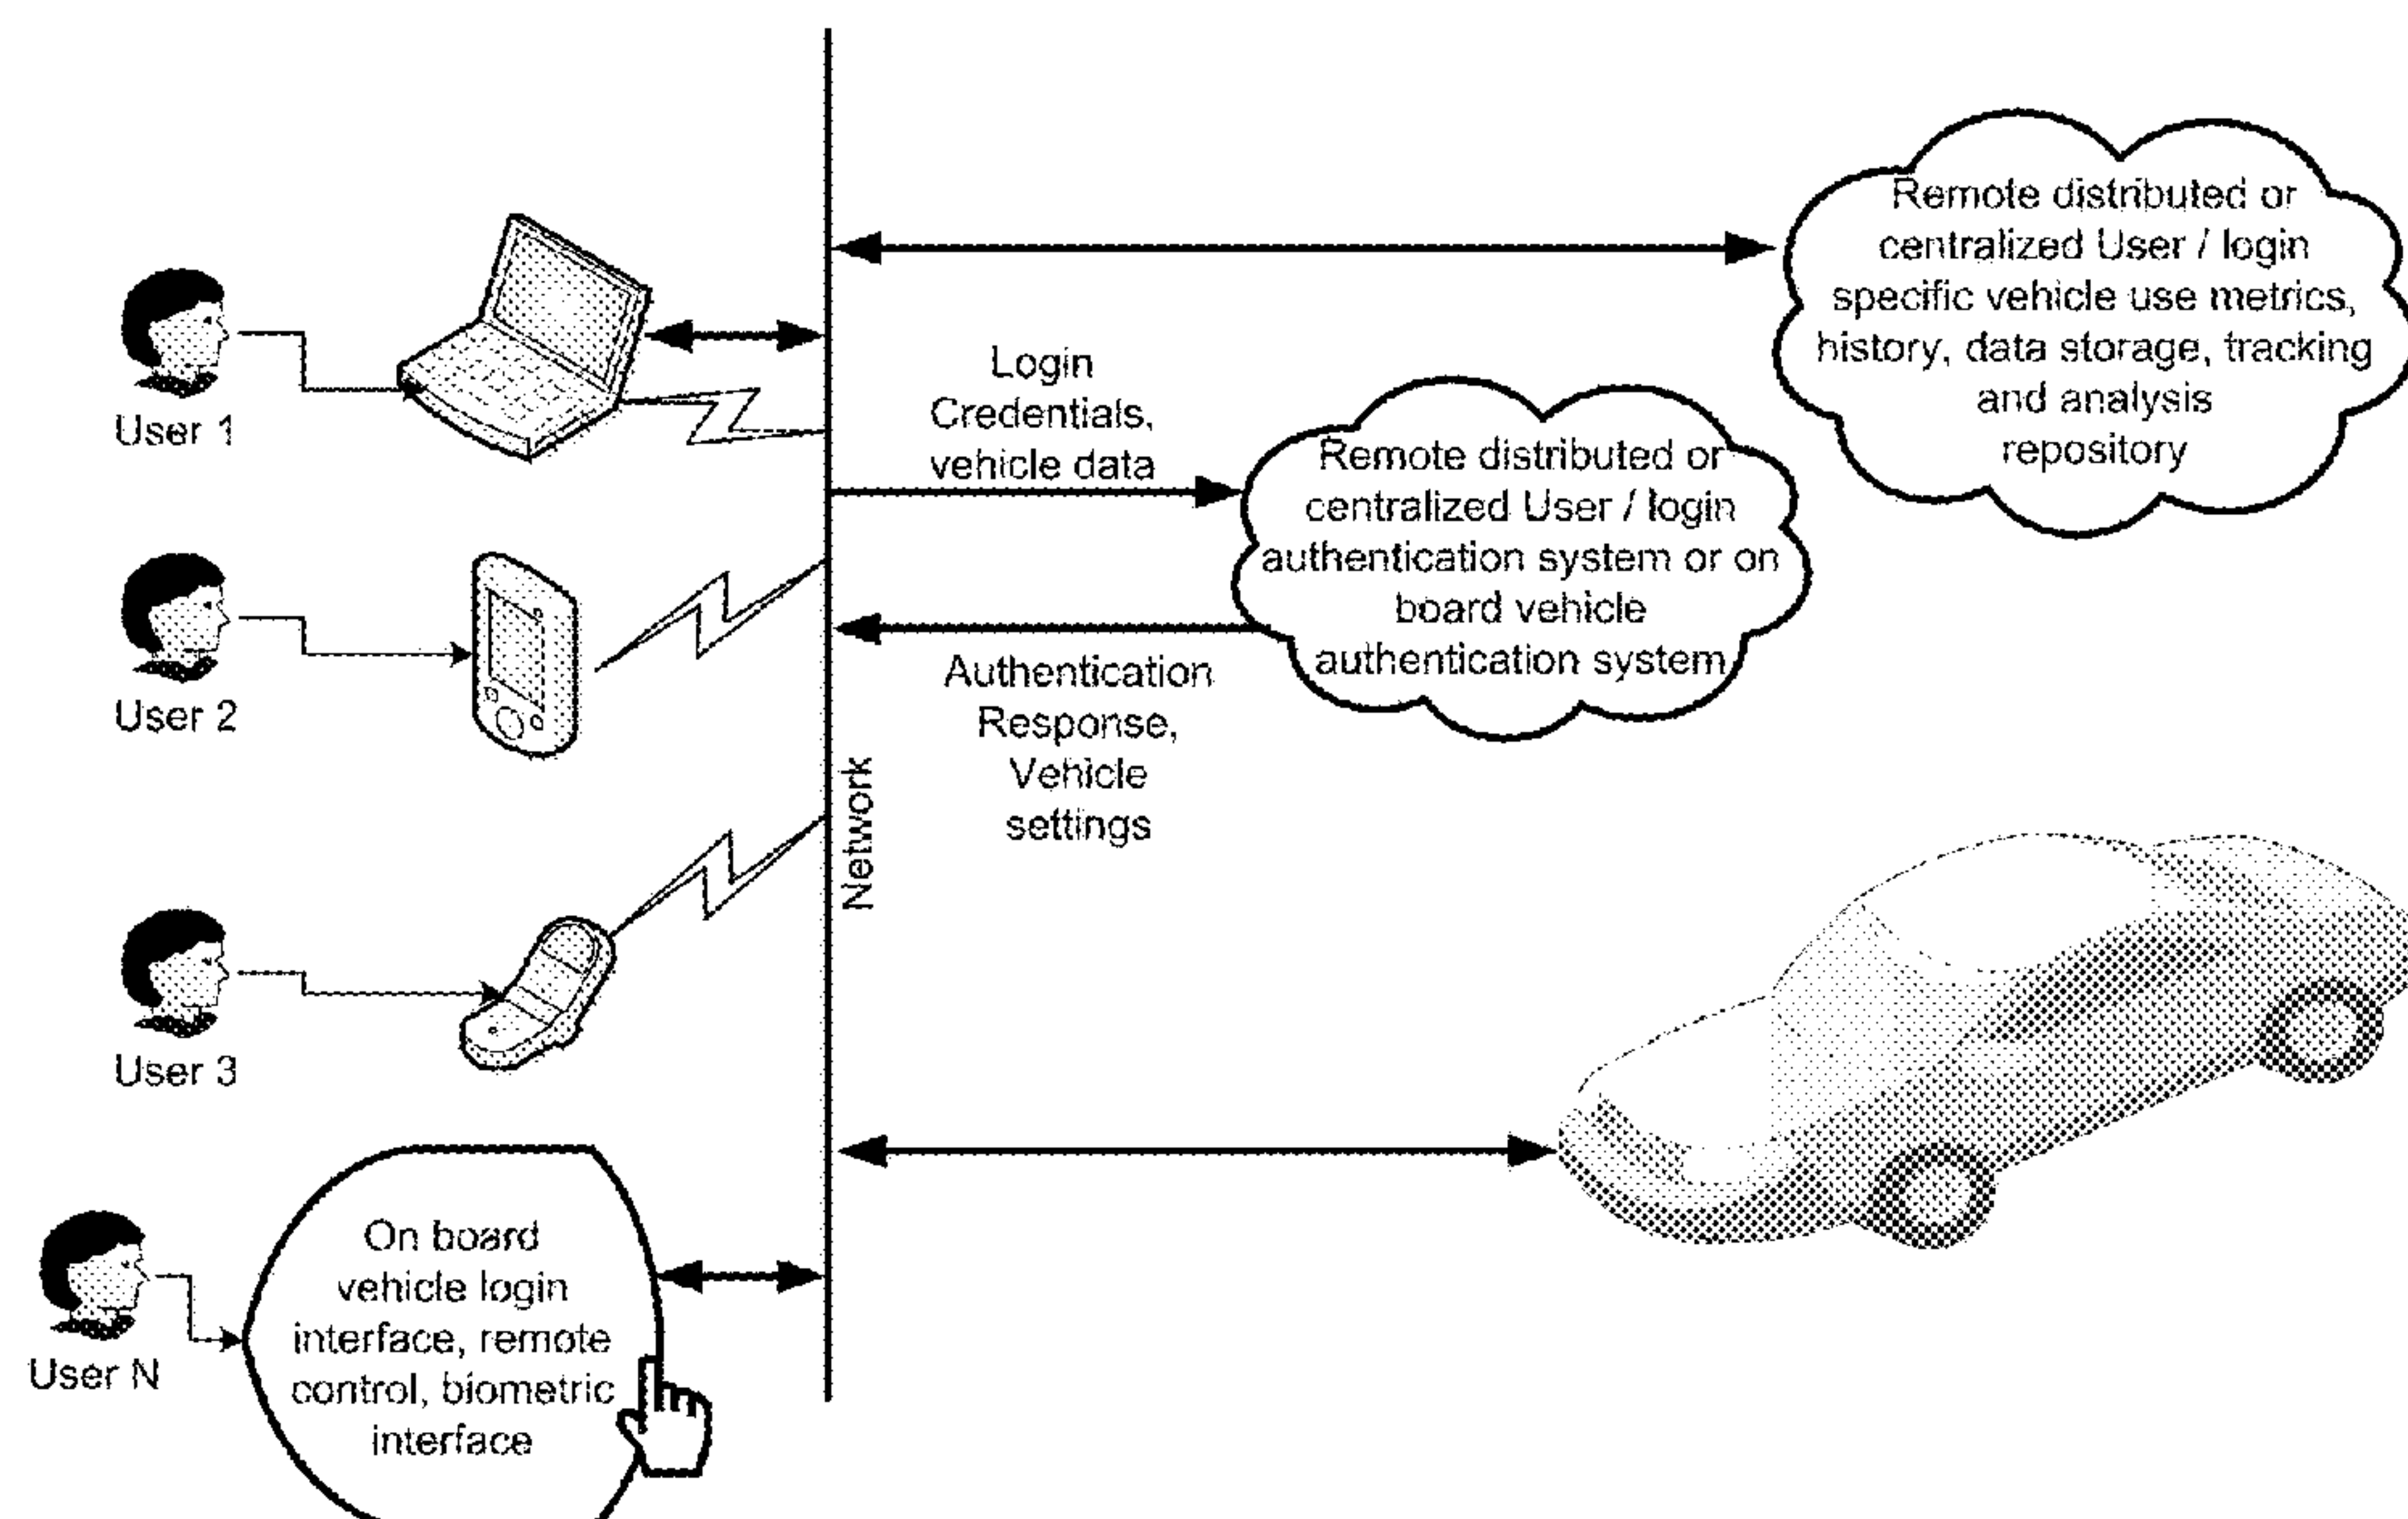 Remote distributed or
centralized User / login
specific vehicle use metrics,
history, data storage, tracking
and analysis
repository
User 1
Login
Credentials,
vehicle data
Remote distributed or
centralized User / login
authentication system or on
board vehicle
authentication system
User 2
Authentication
Response,
Vehicle
settings
Network
User 3
On board
vehicle login
interface, remote
control, biometric
interface
User N